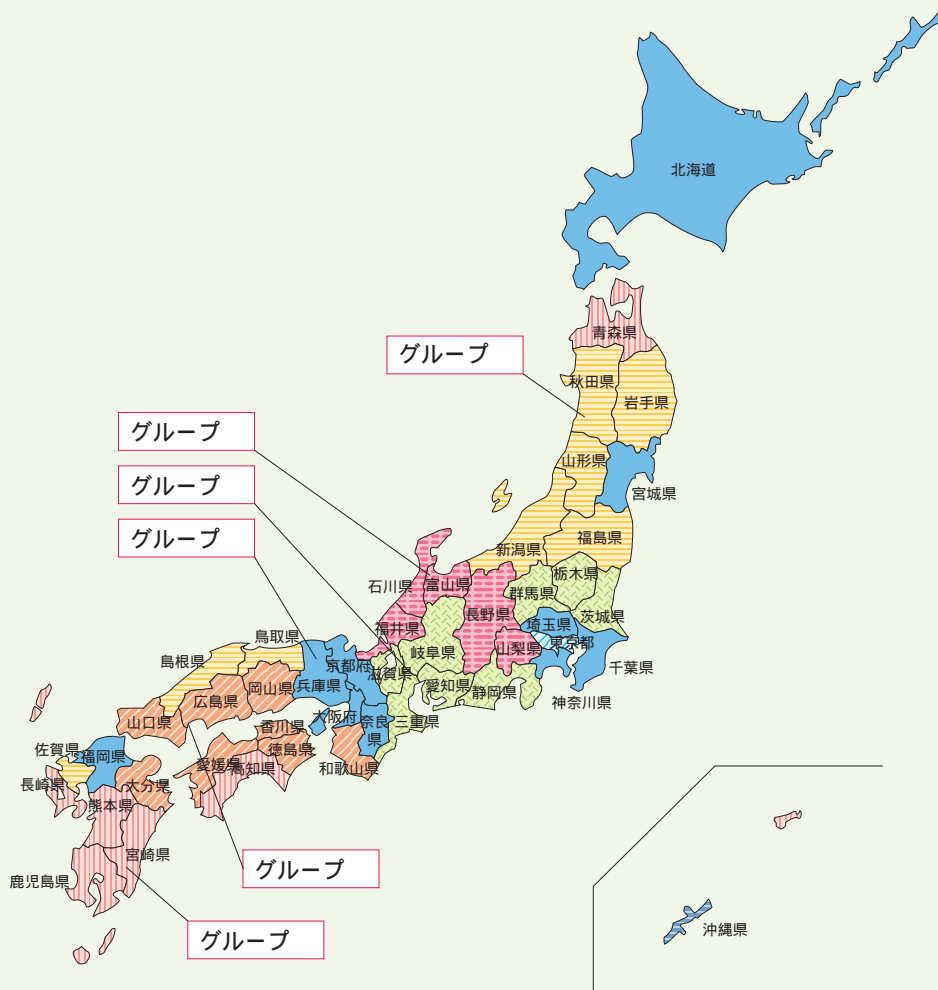 北海道
青森県
グループ
秋田県
岩手県
グループ
山形県
グループ
宮城県
グループ
新潟県
福島県
栃木県
石川県
富山県
群馬県
長野県
茨城県
福井県
埼玉県
鳥取県
東京都
山梨県
岐阜県
島根県
京都府
千葉県
滋賀県
兵庫県
愛知県
岡山県
静岡県
広島県
神奈川県
大阪府
奈良
県
三重県
山口県
香川県
佐賀県
福岡県
徳島県
愛媛県
高知県
和歌山県
長崎県
大分県
熊本県
宮崎県
グループ
鹿児島県
グループ
沖縄県